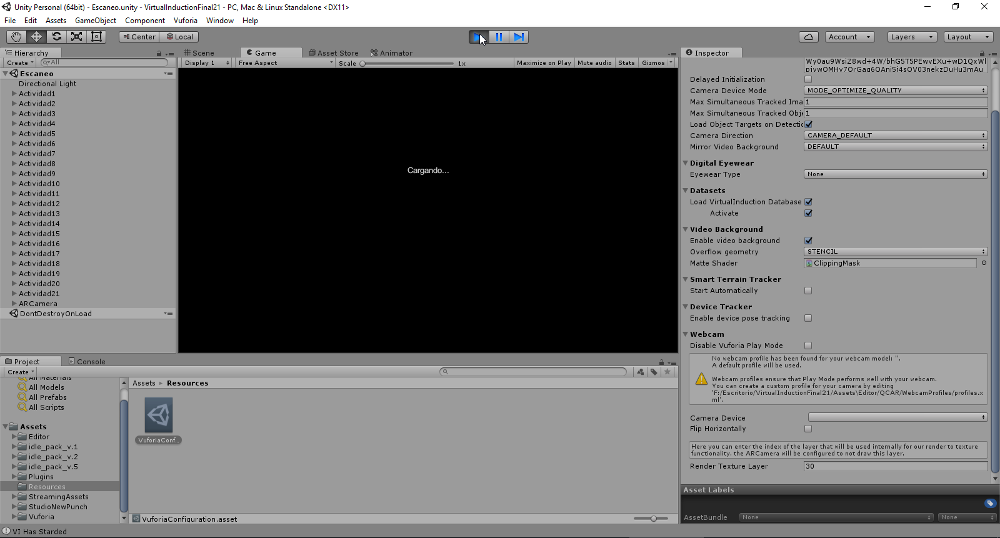 Unity Personal (64bit) - Escaneo.unity - VirtualInductionFinal21 - PC, Mac & Linux Standalone <DX11>
File Edit Assets GameObject Component Vuforia Window Help
Center Local
Account Layers Layout
Hierarchy
Create All
Escaneo
Directional Light
Actividad1
Actividad2
Actividad3
Actividad4
Actividad5
Actividad6
Actividad7
Actividad8
Actividad9
Actividad10
Actividad11
Actividad12
Actividad13
Actividad14
Actividad15
Actividad16
Actividad17
Actividad18
Actividad19
Actividad20
Actividad21
ARCamera
DontDestroyOnLoad
Scene Game Asset Store Animator
Display 1 Free Aspect Scale 1x Maximize on Play Mute audio Stats Gizmos
Cargando...
Inspector
Delayed Initialization
Camera Device Mode MODE_OPTIMIZE_QUALITY
Max Simultaneous Tracked Ima 1
Max Simultaneous Tracked Obj 1
Load Object Targets on Detectic
Camera Direction CAMERA_DEFAULT
Mirror Video Background DEFAULT
Digital Eyewear
Eyewear Type None
Datasets
Load VirtualInduction Database
Activate
Video Background
Enable video background
Overflow geometry STENCIL
Matte Shader ClippingMask
Smart Terrain Tracker
Start Automatically
Device Tracker
Enable device pose tracking
Webcam
Disable Vuforia Play Mode
No webcam profile has been found for your webcam model: ''.
A default profile will be used.
Webcam profiles ensure that Play Mode performs well with your webcam.
You can create a custom profile for your camera by editing
'F:/Escritorio/VirtualInductionFinal21/Assets\Editor/QCAR/WebcamProfiles/profiles.x
ml'.
Camera Device
Flip Horizontally
Here you can enter the index of the layer that will be used internally for our render to texture
functionality. the ARCamera will be configured to not draw this layer.
Render Texture Layer 30
Asset Labels
AssetBundle None None
Project Console
Create
All Materials
All Models
All Prefabs
All Scripts
Assets
Editor
idle_pack_v.1
idle_pack_v.2
idle_pack_v.5
Plugins
Resources
StreamingAssets
StudioNewPunch
Vuforia
Assets Resources
VuforiaConf...
VuforiaConfiguration.asset
VI Has Starded